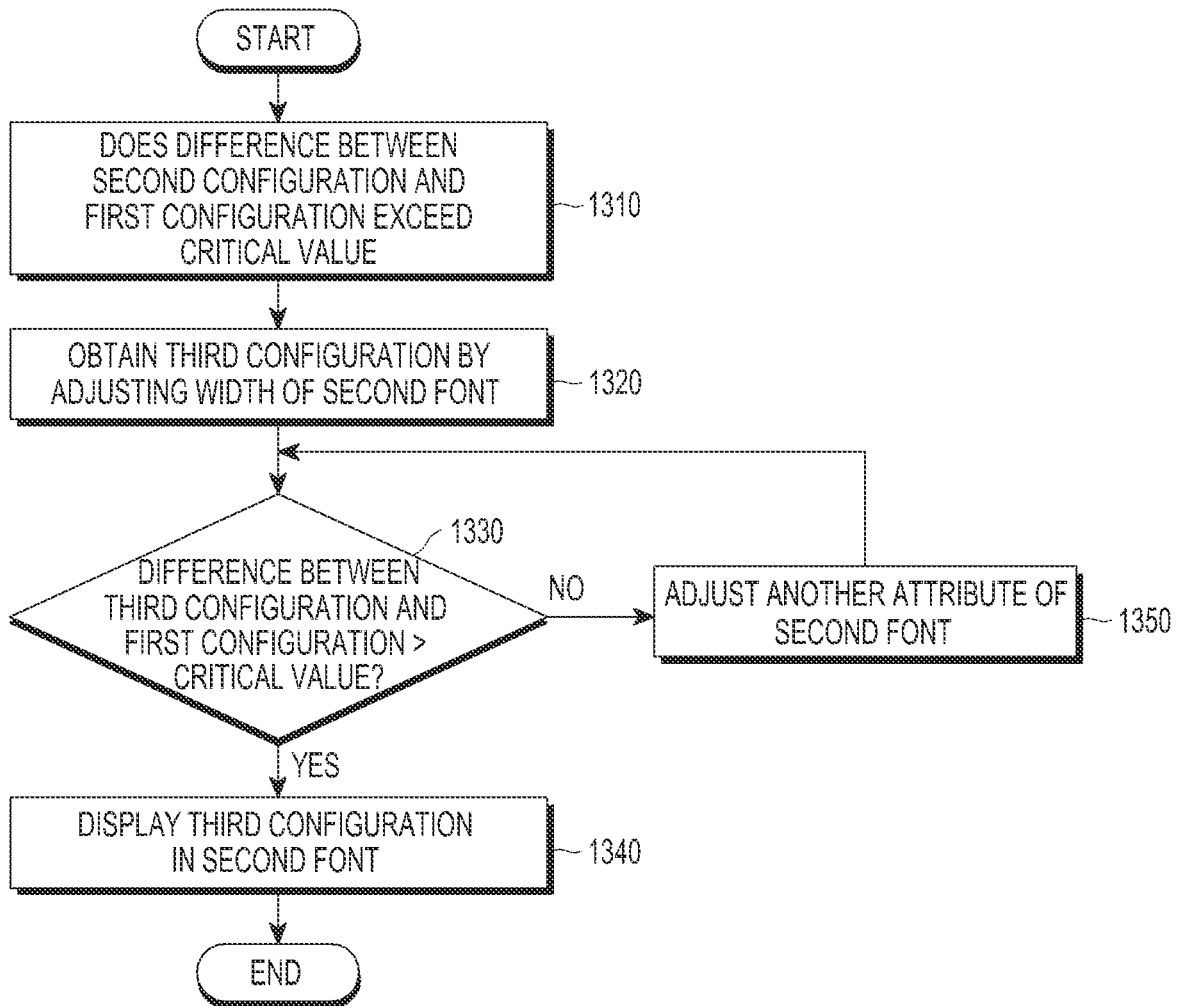 START
DOES DIFFERENCE BETWEEN
SECOND CONFIGURATION AND
FIRST CONFIGURATION EXCEED
CRITICAL VALUE
1310
OBTAIN THIRD CONFIGURATION BY
ADJUSTING WIDTH OF SECOND FONT
1320
1330
DIFFERENCE BETWEEN
THIRD CONFIGURATION AND
FIRST CONFIGURATION >
CRITICAL VALUE?
NO
ADJUST ANOTHER ATTRIBUTE OF
SECOND FONT
1350
YES
DISPLAY THIRD CONFIGURATION
IN SECOND FONT
1340
END